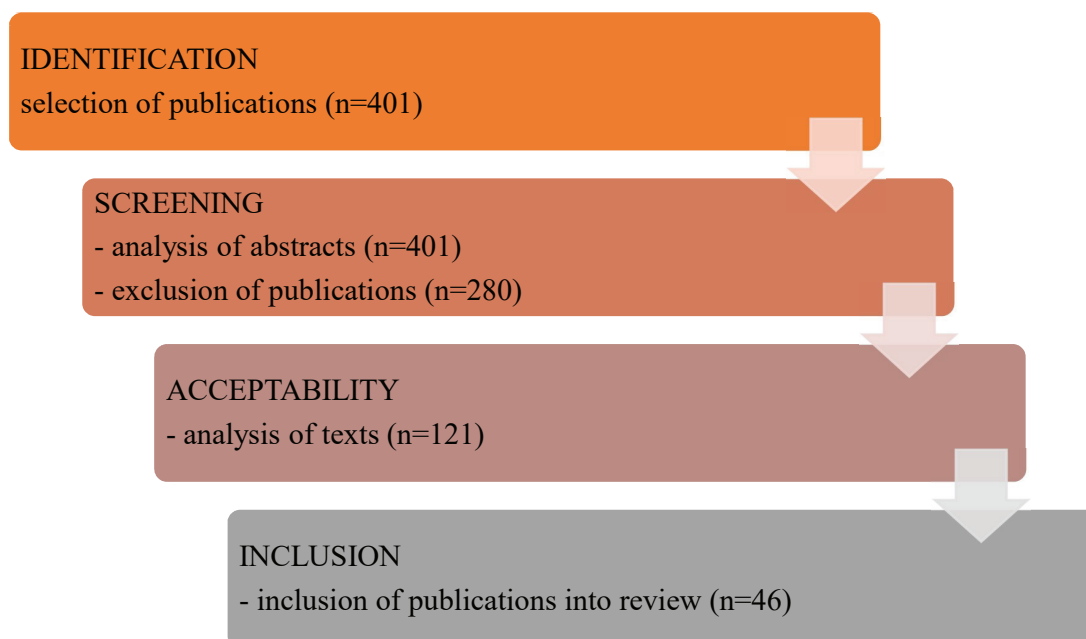 IDENTIFICATION
selection of publications (n=401)
SCREENING
- analysis of abstracts (n=401)
- exclusion of publications (n=280)
ACCEPTABILITY
- analysis of texts (n=121)
INCLUSION
- inclusion of publications into review (n=46)